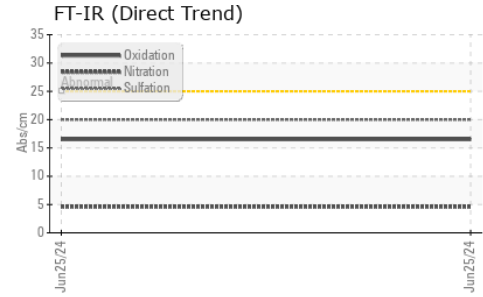 FT-IR (Direct Trend)
35
30
25
20
15
10
5
0
Abs/cm
Oxidation
Nitration
Abnormal
Sulfation
Jun25/24
Jun25/24